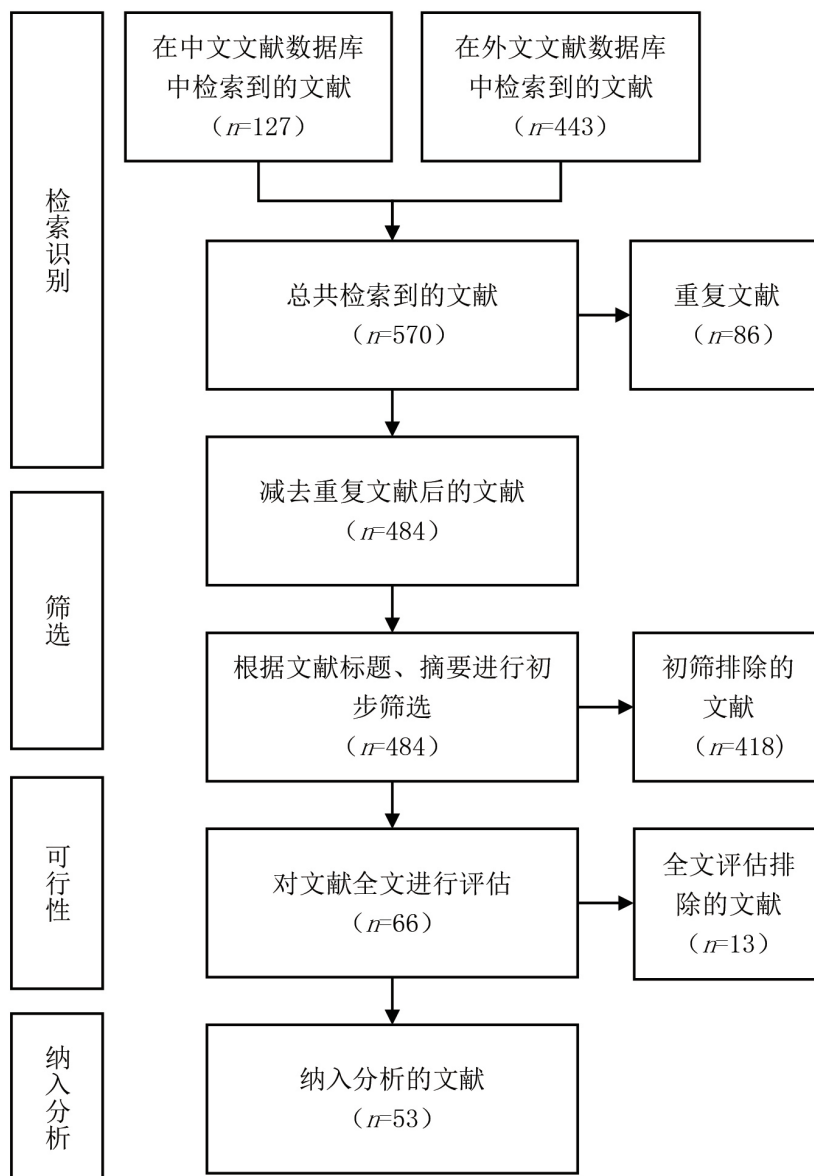 检索识别
在中文文献数据库
中检索到的文献
（n=127）
在外文文献数据库
中检索到的文献
（n=443）
总共检索到的文献
（n=570）
重复文献
（n=86）
减去重复文献后的文献
（n=484）
筛选
根据文献标题、摘要进行初
步筛选
（n=484）
初筛排除的
文献
（n=418)
可行性
对文献全文进行评估
（n=66）
全文评估排
除的文献
（n=13）
纳入分析
纳入分析的文献
（n=53）